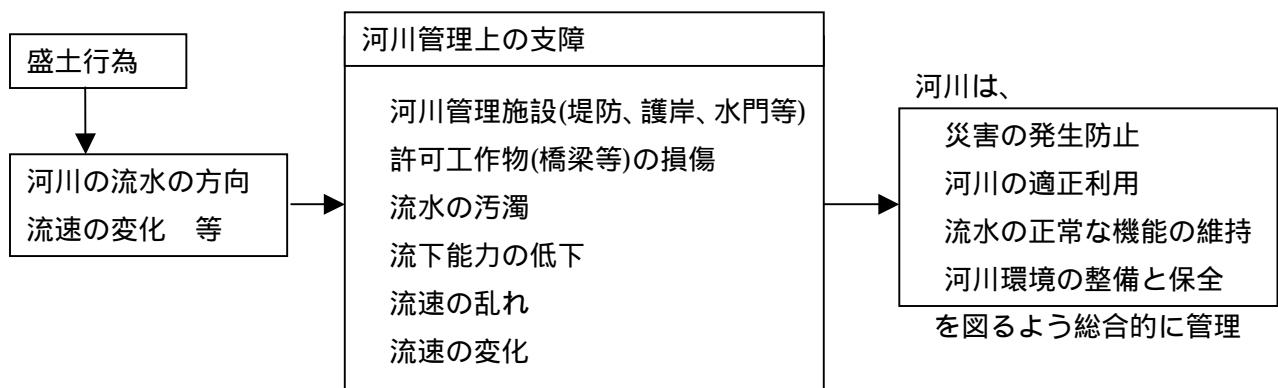 盛土行為
河川の流水の方向
流速の変化　等
河川管理上の支障
河川管理施設(堤防、護岸、水門等)
許可工作物(橋梁等)の損傷
流水の汚濁
流下能力の低下
流速の乱れ
流速の変化
河川は、
災害の発生防止
河川の適正利用
流水の正常な機能の維持
河川環境の整備と保全
を図るよう総合的に管理